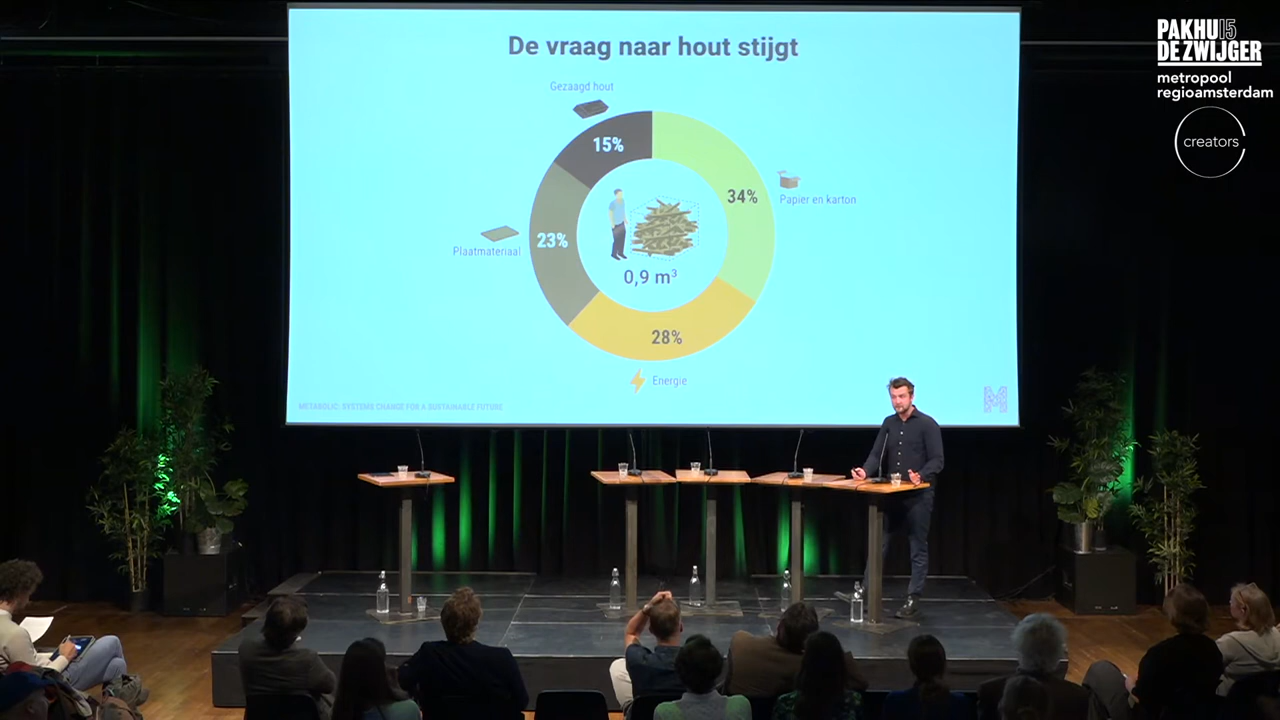 De vraag naar hout stijgt
Gezaagd hout
15%
34%
Papier en karton
23%
Plaatmateriaal
0,9 m³
28%
Energie
METABOLIC: SYSTEMS CHANGE FOR A SUSTAINABLE FUTURE
M
PAKHU15
DE ZWIJGER
metropool
regioamsterdam
creators